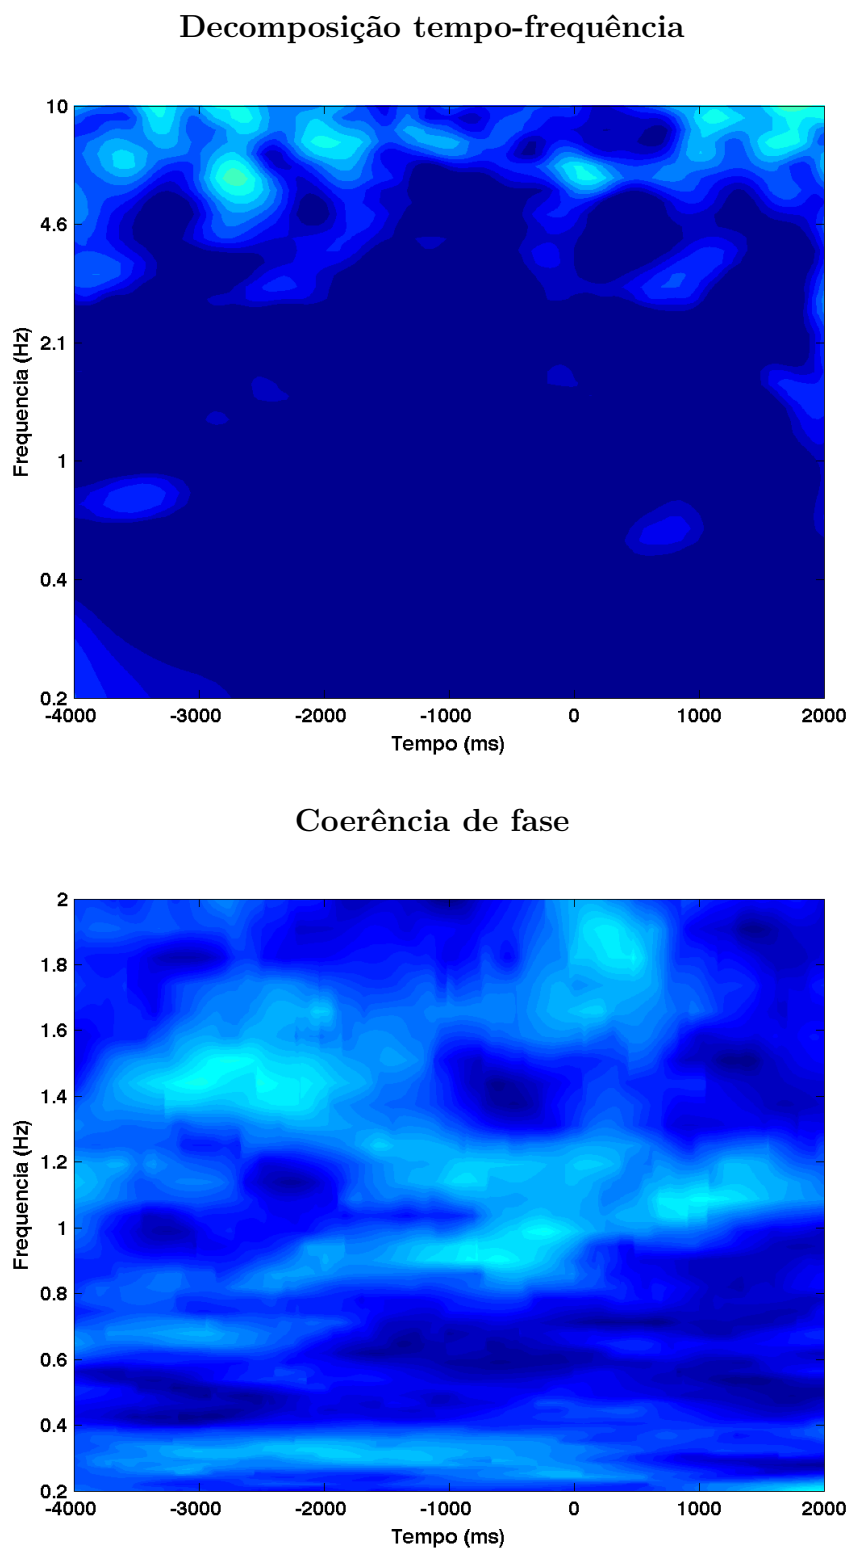 Decomposição tempo-frequência
10
4.6
2.1
1
0.4
0.2
Frequencia (Hz)
-4000 -3000 -2000 -1000 0 1000 2000
Tempo (ms)
Coerência de fase
2
1.8
1.6
1.4
1.2
1
0.8
0.6
0.4
0.2
Frequencia (Hz)
-4000 -3000 -2000 -1000 0 1000 2000
Tempo (ms)